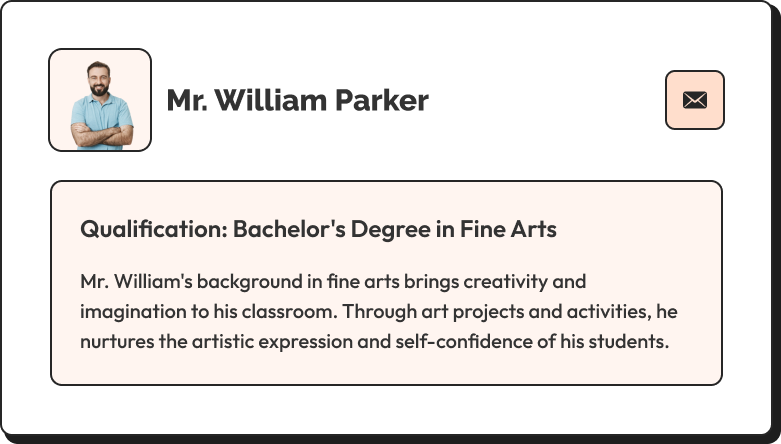 Mr. William Parker
Qualification: Bachelor's Degree in Fine Arts
Mr. William's background in fine arts brings creativity and
imagination to his classroom. Through art projects and activities, he
nurtures the artistic expression and self-confidence of his students.